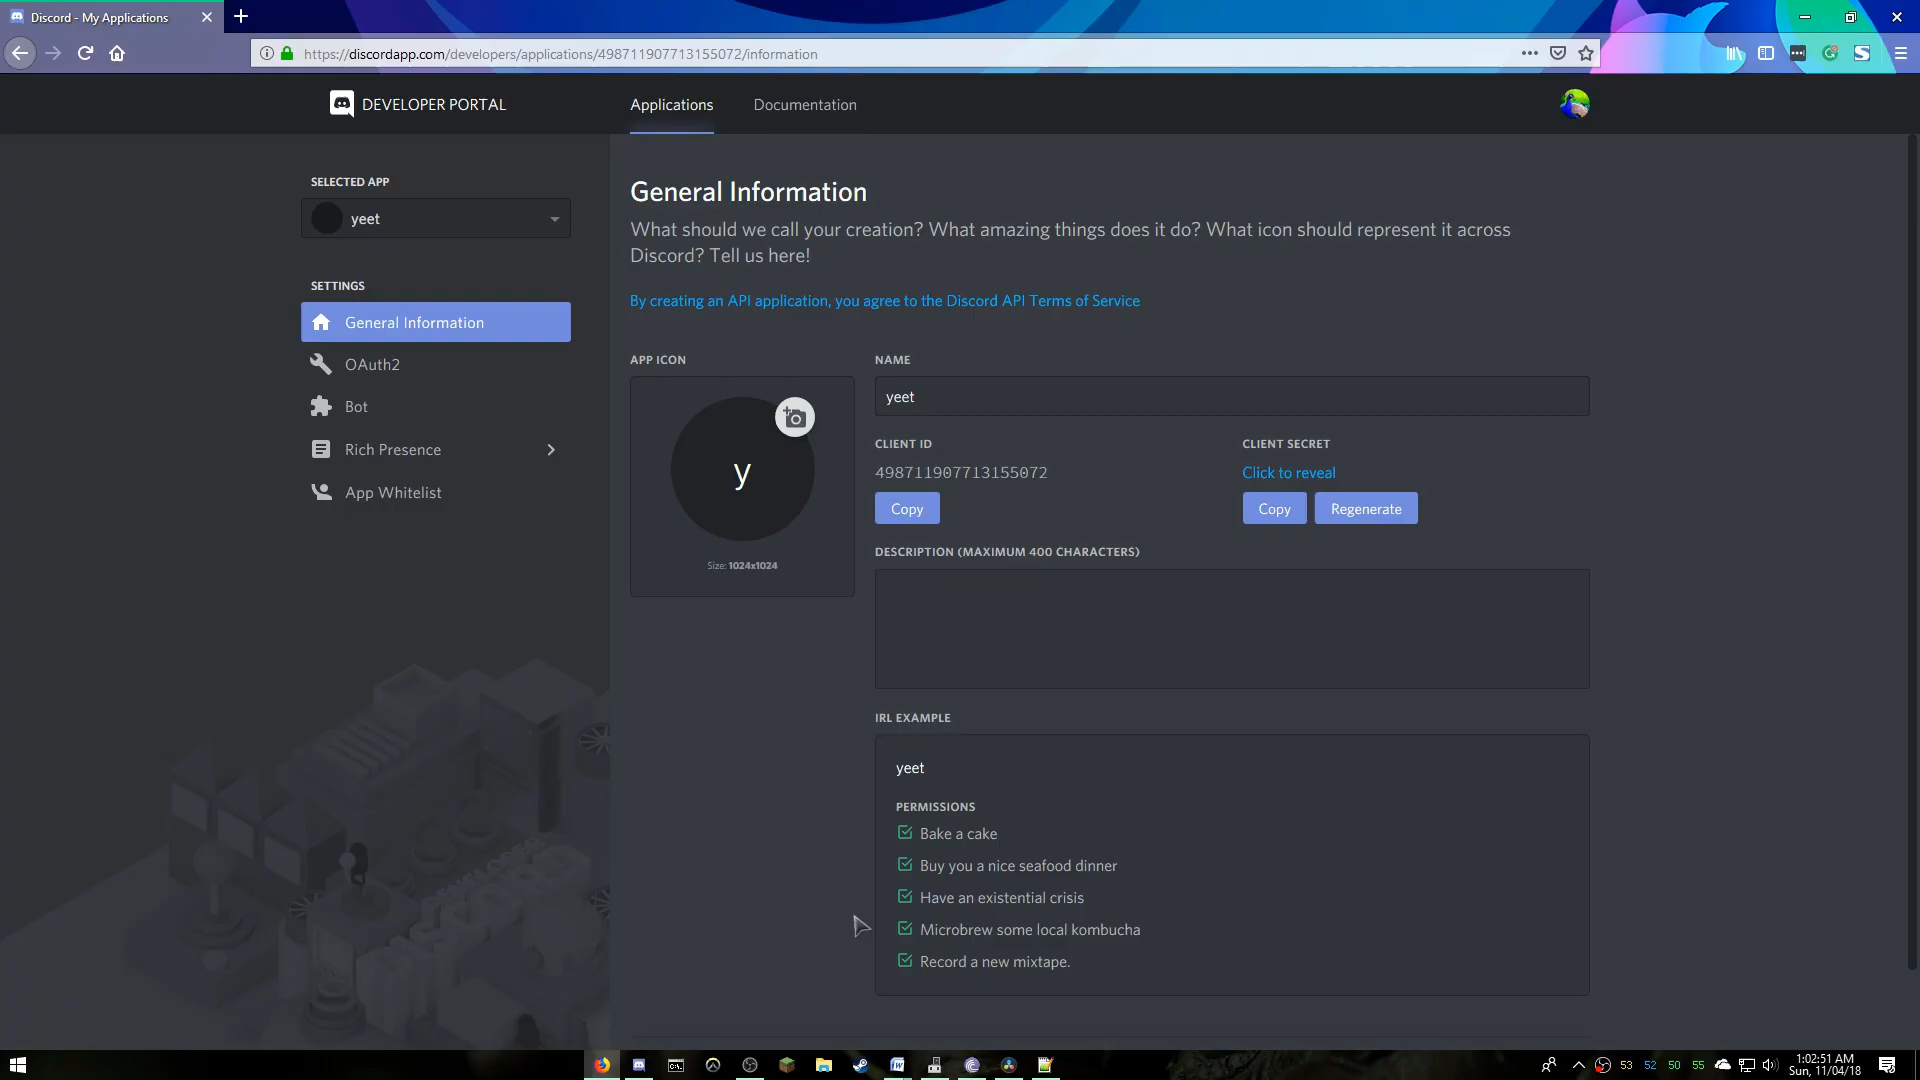 Discord - My Applications
https://discordapp.com/developers/applications/498711907713155072/information
DEVELOPER PORTAL
Applications
Documentation
SELECTED APP
yeet
SETTINGS
General Information
OAuth2
Bot
Rich Presence
App Whitelist
General Information
What should we call your creation? What amazing things does it do? What icon should represent it across
Discord? Tell us here!
By creating an API application, you agree to the Discord API Terms of Service
APP ICON
y
Size: 1024x1024
NAME
yeet
CLIENT ID
498711907713155072
Copy
CLIENT SECRET
Click to reveal
Copy
Regenerate
DESCRIPTION (MAXIMUM 400 CHARACTERS)
IRL EXAMPLE
yeet
PERMISSIONS
Bake a cake
Buy you a nice seafood dinner
Have an existential crisis
Microbrew some local kombucha
Record a new mixtape.
53 52 50 55
1:02:51 AM
Sun, 11/04/18